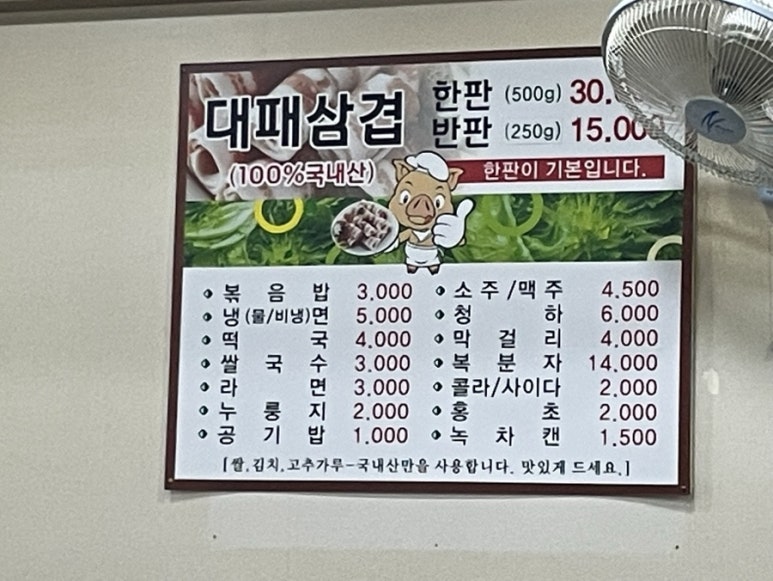 대패삼겹
(100%국내산)
한판 (500g) 30.
반판 (250g) 15.000
한판이 기본입니다.
볶음밥 3.000
냉(물/비냉)면 5.000
떡국 4.000
쌀국수 3.000
라면 3.000
누룽지 2.000
공기밥 1.000
소주/맥주 4.500
청하 6.000
막걸리 4.000
복분자 14.000
콜라/사이다 2.000
홍초 2.000
녹차캔 1.500
[쌀,김치,고추가루-국내산만을 사용합니다. 맛있게 드세요.]